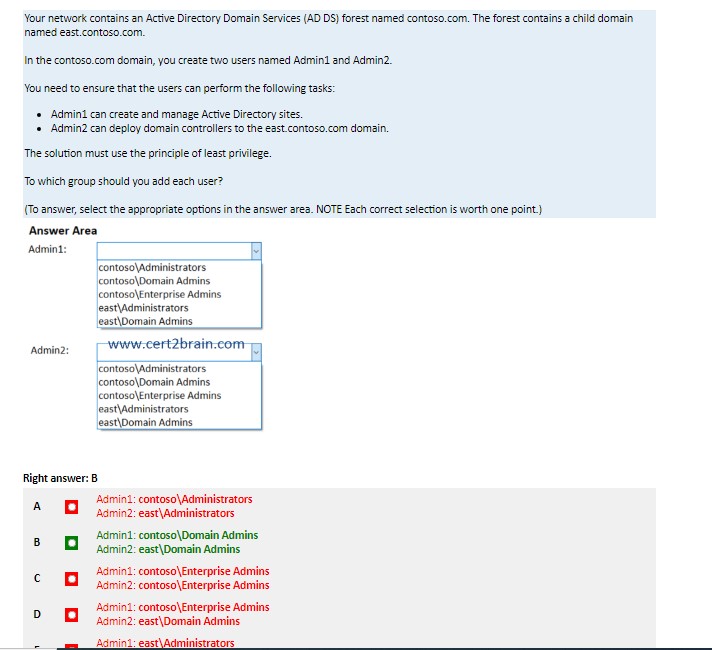 Your network contains an Active Directory Domain Services (AD DS) forest named contoso.com. The forest contains a child domain
named east.contoso.com.
In the contoso.com domain, you create two users named Admin1 and Admin2.
You need to ensure that the users can perform the following tasks:
• Admin1 can create and manage Active Directory sites.
• Admin2 can deploy domain controllers to the east.contoso.com domain.
The solution must use the principle of least privilege.
To which group should you add each user?
(To answer, select the appropriate options in the answer area. NOTE Each correct selection is worth one point.)
Answer Area
Admin1:
contoso\Administrators
contoso\Domain Admins
contoso\Enterprise Admins
east\Administrators
east\Domain Admins
Admin2:
www.cert2brain.com
contoso\Administrators
contoso\Domain Admins
contoso\Enterprise Admins
east\Administrators
east\Domain Admins
Right answer: B
A
Admin1: contoso\Administrators
Admin2: east\Administrators
B
Admin1: contoso\Domain Admins
Admin2: east\Domain Admins
C
Admin1: contoso\Enterprise Admins
Admin2: contoso\Enterprise Admins
D
Admin1: contoso\Enterprise Admins
Admin2: east\Domain Admins
Admin1: east\Administrators